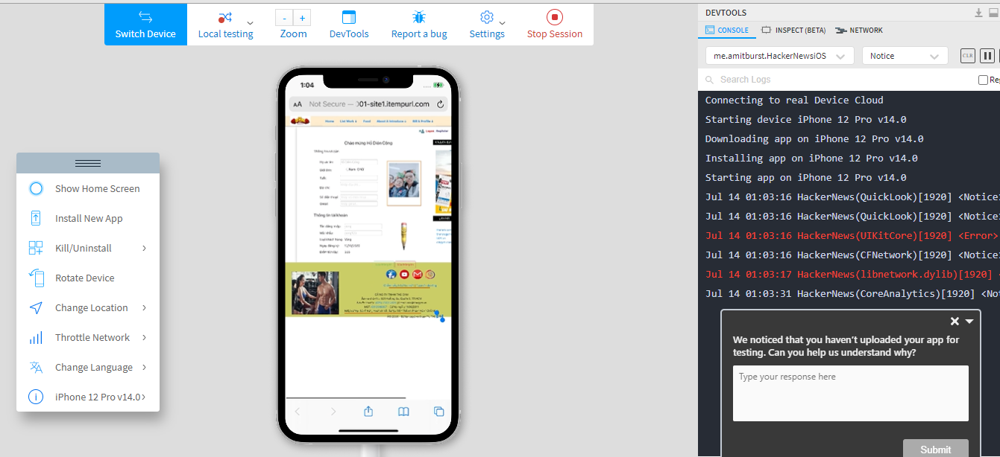 Switch Device
Local testing
-
+
Zoom
DevTools
Report a bug
Settings
Stop Session
Show Home Screen
Install New App
Kill/Uninstall
Rotate Device
Change Location
Throttle Network
Change Language
iPhone 12 Pro v14.0
1:04
AA Not Secure — 001-site1.itempurl.com
Home List Work Food About & Introduce Bill & Profile
Chào mừng Hồ Diên Công
Thông tin tài khoản
DEVTOOLS
CONSOLE
INSPECT (BETA)
NETWORK
me.amitburst.HackerNewsiOS
Notice
CLR
Search Logs
Reg
Connecting to real Device Cloud
Starting device iPhone 12 Pro v14.0
Downloading app on iPhone 12 Pro v14.0
Installing app on iPhone 12 Pro v14.0
Starting app on iPhone 12 Pro v14.0
Jul 14 01:03:16 HackerNews(QuickLook)[1920] <Notice
Jul 14 01:03:16 HackerNews(QuickLook)[1920] <Notice
Jul 14 01:03:16 HackerNews(UIKitCore)[1920] <Error>
Jul 14 01:03:16 HackerNews(CFNetwork)[1920] <Notice
Jul 14 01:03:17 HackerNews(libnetwork.dylib)[1920]
Jul 14 01:03:31 HackerNews(CoreAnalytics)[1920] <Not
We noticed that you haven't uploaded your app for
testing. Can you help us understand why?
Type your response here
Submit